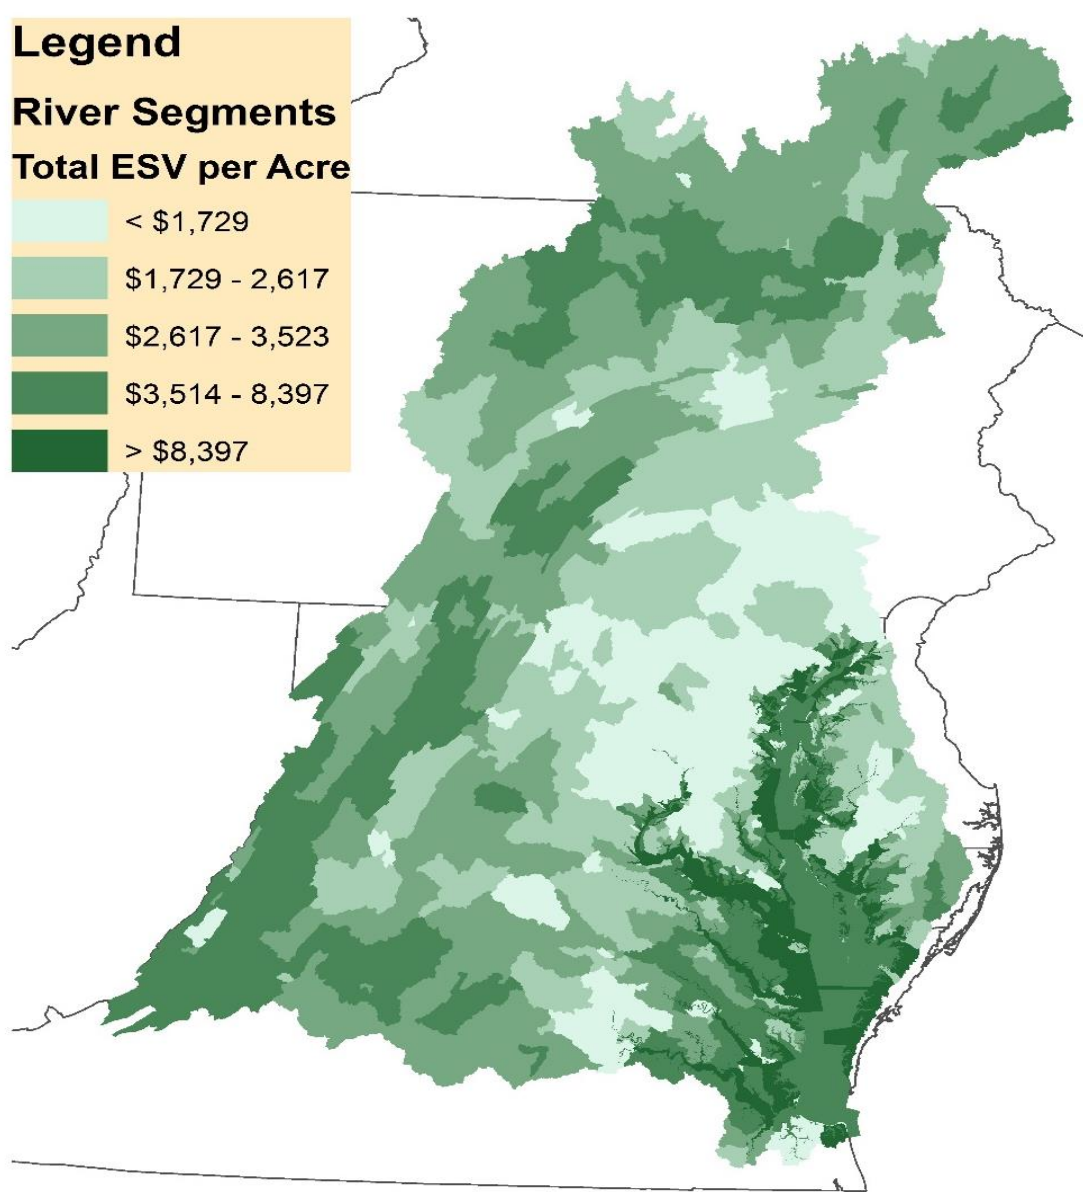 Legend
River Segments
Total ESV per Acre
< $1,729
$1,729 - 2,617
$2,617 - 3,523
$3,514 - 8,397
> $8,397